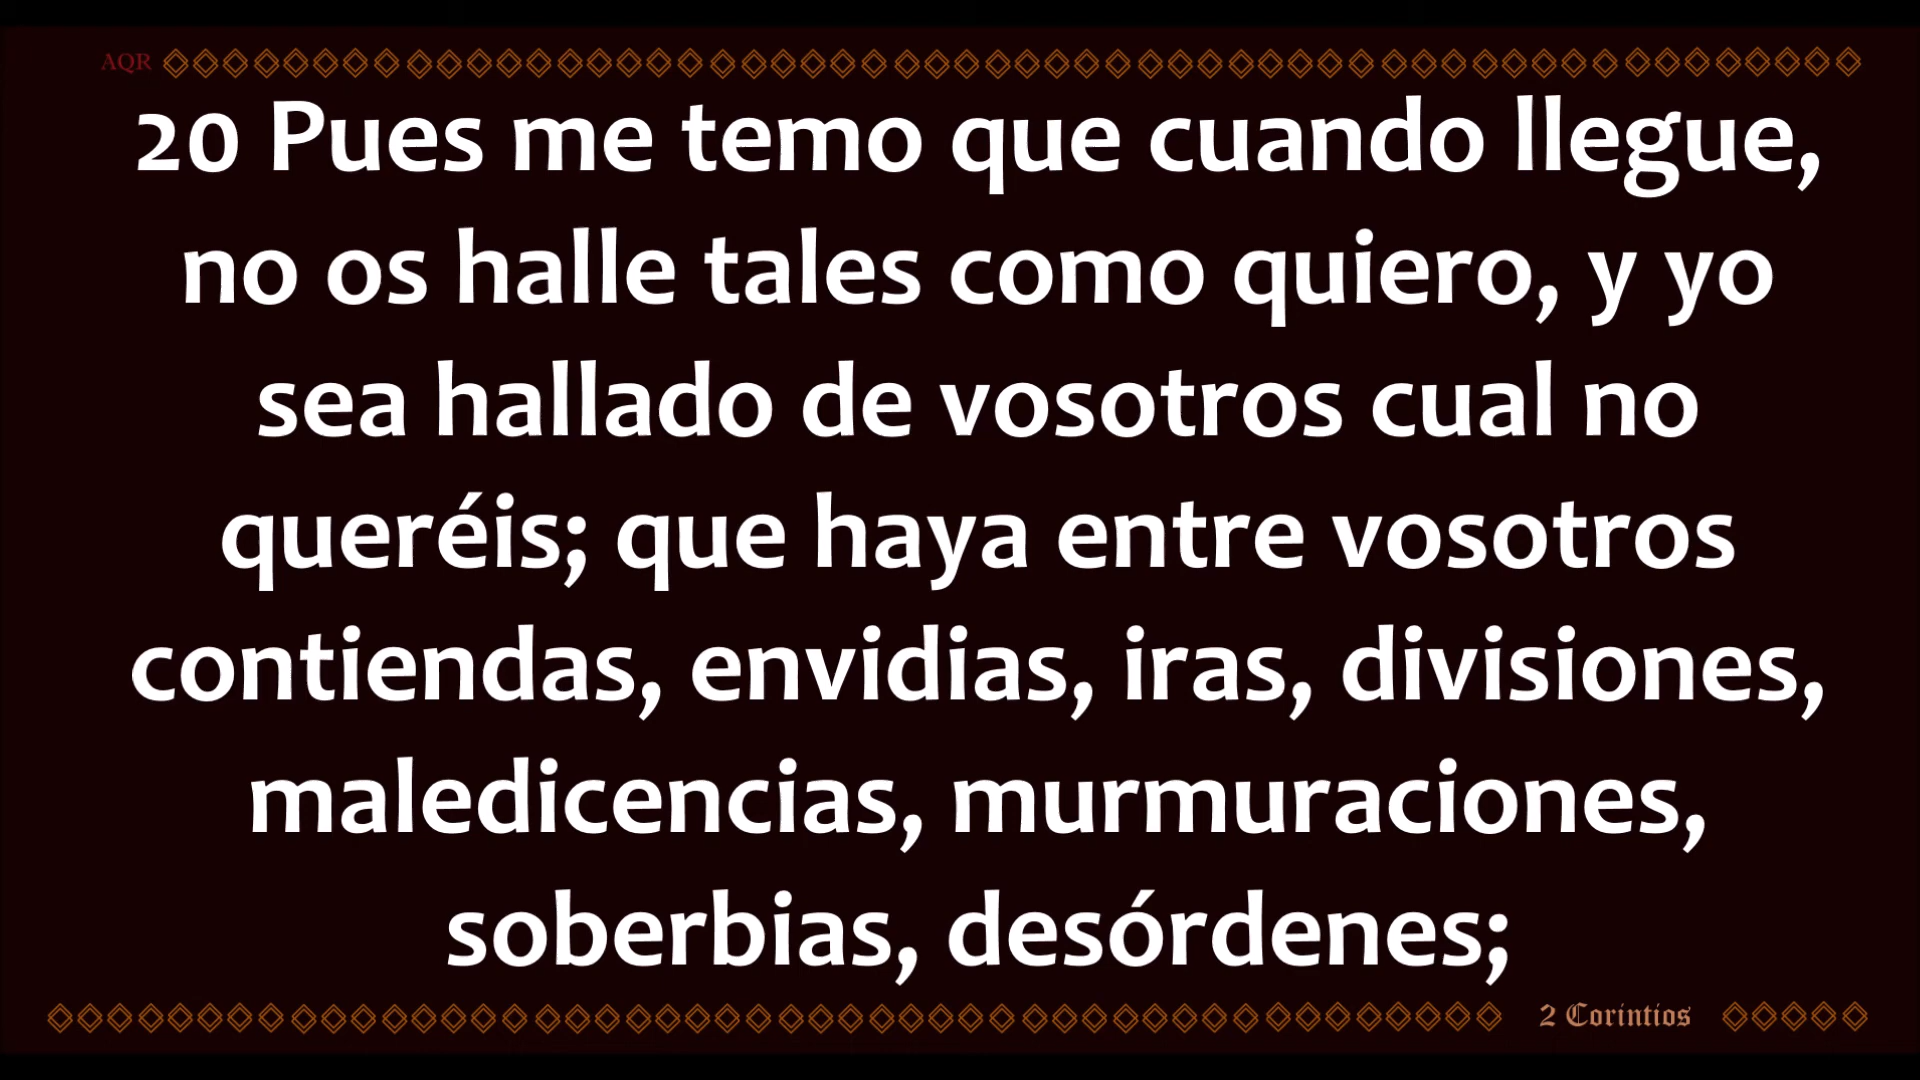 AQR
20 Pues me temo que cuando llegue,
no os halle tales como quiero, y yo
sea hallado de vosotros cual no
queréis; que haya entre vosotros
contiendas, envidias, iras, divisiones,
maledicencias, murmuraciones,
soberbias, desórdenes;
2 Corintios